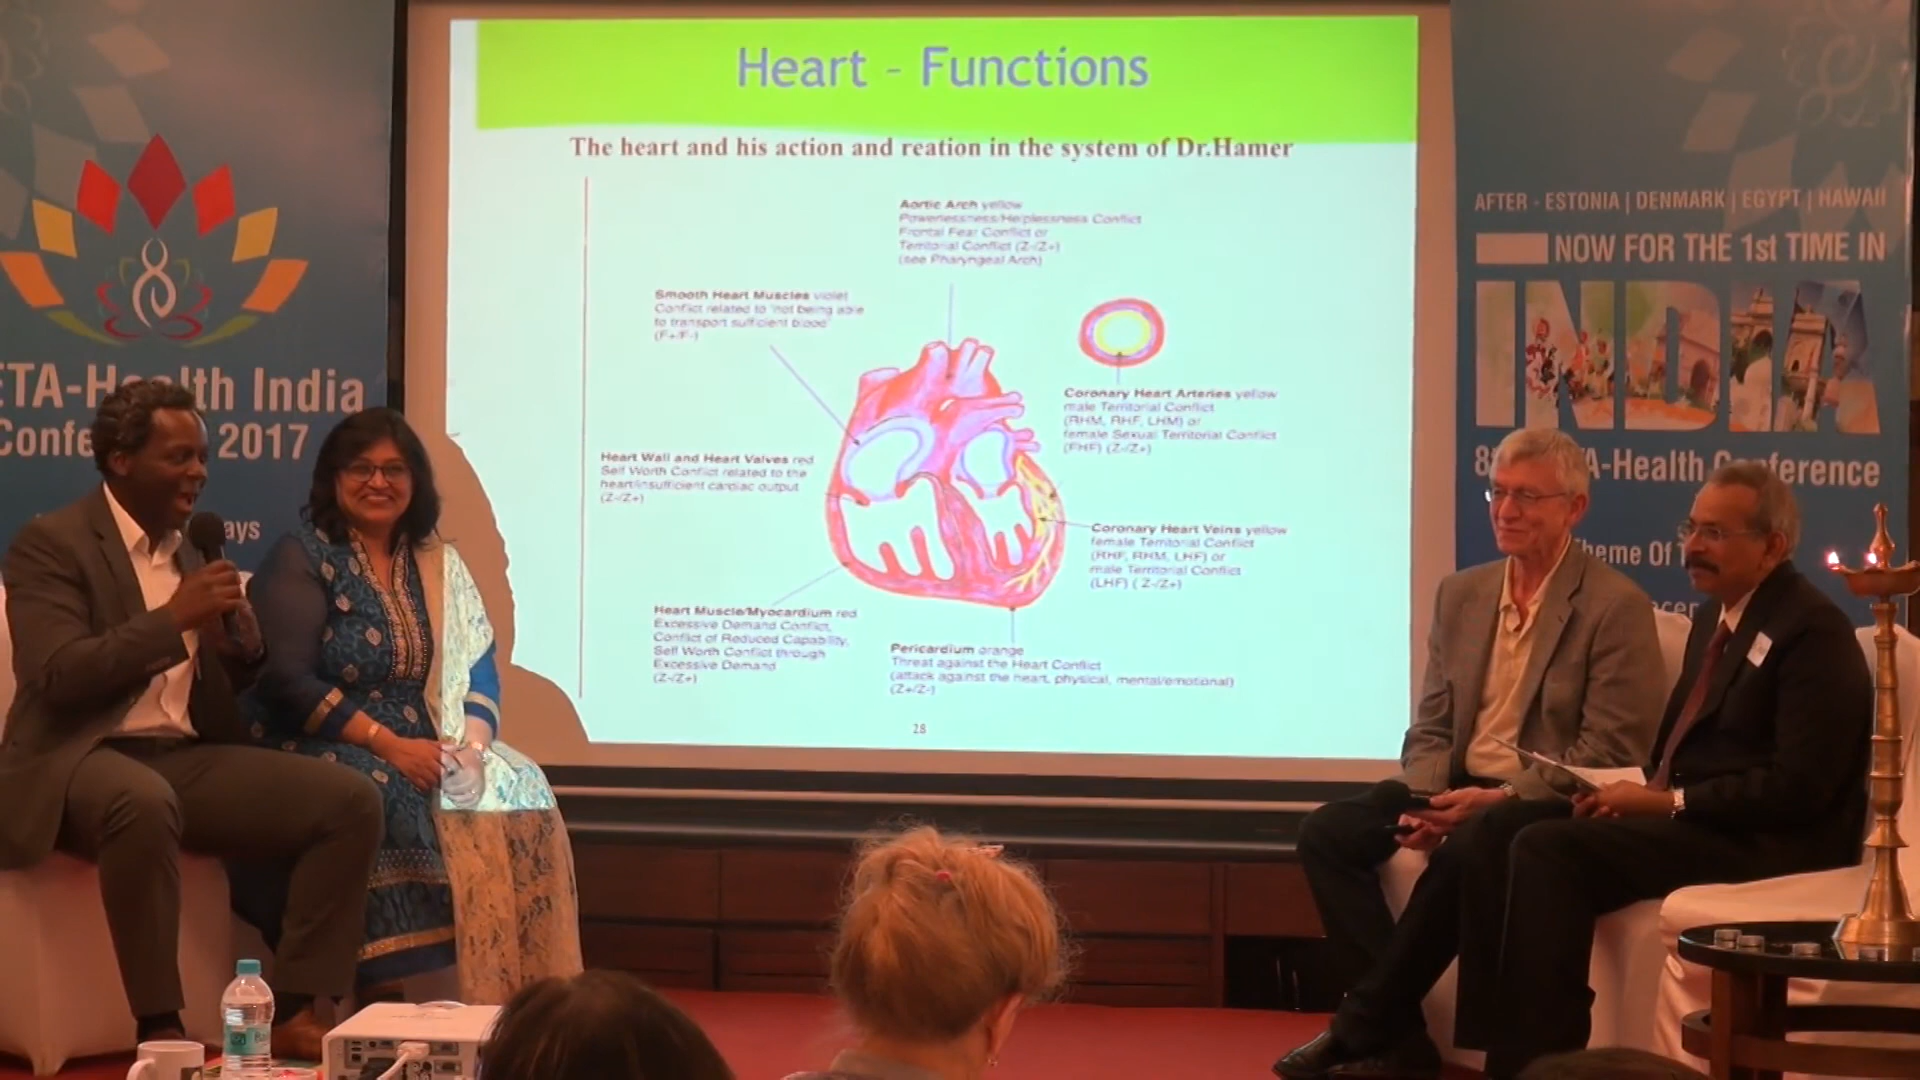 Heart - Functions
The heart and his action and reation in the system of Dr.Hamer
Aortic Arch yellow
Powerlessness/Helplessness Conflict
Frontal Fear Conflict or
Territorial Conflict (Z-/Z+)
(see Pharyngeal Arch)
Smooth Heart Muscles violet
Conflict related to 'not being able
to transport sufficient blood'
(F+/F-)
Coronary Heart Arteries yellow
male Territorial Conflict
(RHM, RHF, LHM) or
female Sexual Territorial Conflict
(Z-/Z+)
Heart Wall and Heart Valves red
Self Worth Conflict related to the
heart/insufficient cardiac output
(Z-/Z+)
Coronary Heart Veins yellow
female Territorial Conflict
(RHF, RHM, LHF) or
male Territorial Conflict
(LHF) ( Z-/Z+)
Heart Muscle/Myocardium red
Excessive Demand Conflict,
Conflict of Reduced Capability,
Self Worth Conflict through
Excessive Demand
(Z-/Z+)
Pericardium orange
Threat against the Heart Conflict
(attack against the heart, physical, mental/emotional)
(Z+/Z-)
28
ETA-Health India
Confe 2017
ays
AFTER - ESTONIA | DENMARK | EGYPT | HAWAII
NOW FOR THE 1st TIME IN
INDIA
A-Health Conference
heme Of T